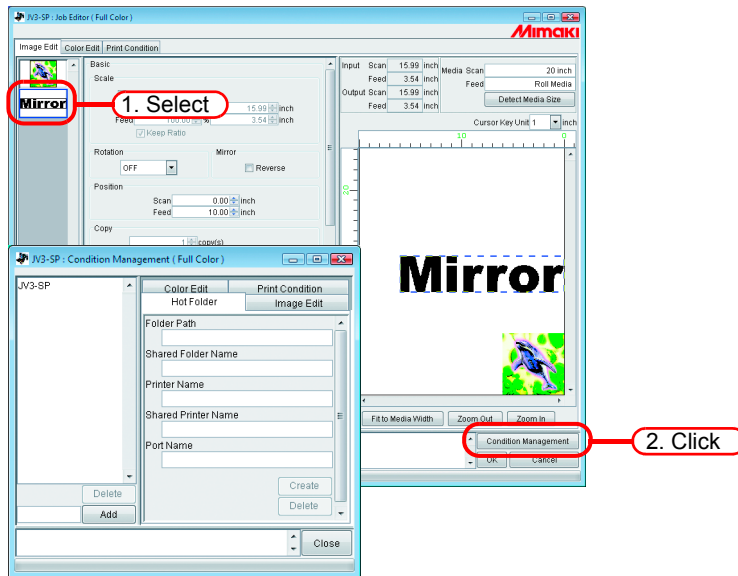 JV3-SP : Job Editor ( Full Color )
Mimaki
Image Edit Color Edit Print Condition
Basic
Scale
15.99 inch
Feed 100.00 % 3.54 inch
Keep Ratio
Rotation Mirror
OFF Reverse
Position
Scan 0.00 inch
Feed 10.00 inch
Copy
1 copy(s)
Mirror
1. Select
Input Scan 15.99 inch
Feed 3.54 inch
Output Scan 15.99 inch
Feed 3.54 inch
Media Scan 20 inch
Feed Roll Media
Detect Media Size
Cursor Key Unit 1 inch
10 0
20
Mirror
Fit to Media Width Zoom Out Zoom In
Condition Management
2. Click
OK Cancel
JV3-SP : Condition Management ( Full Color )
JV3-SP
Color Edit Print Condition
Hot Folder Image Edit
Folder Path
Shared Folder Name
Printer Name
Shared Printer Name
Port Name
Create
Delete
Delete
Add
Close